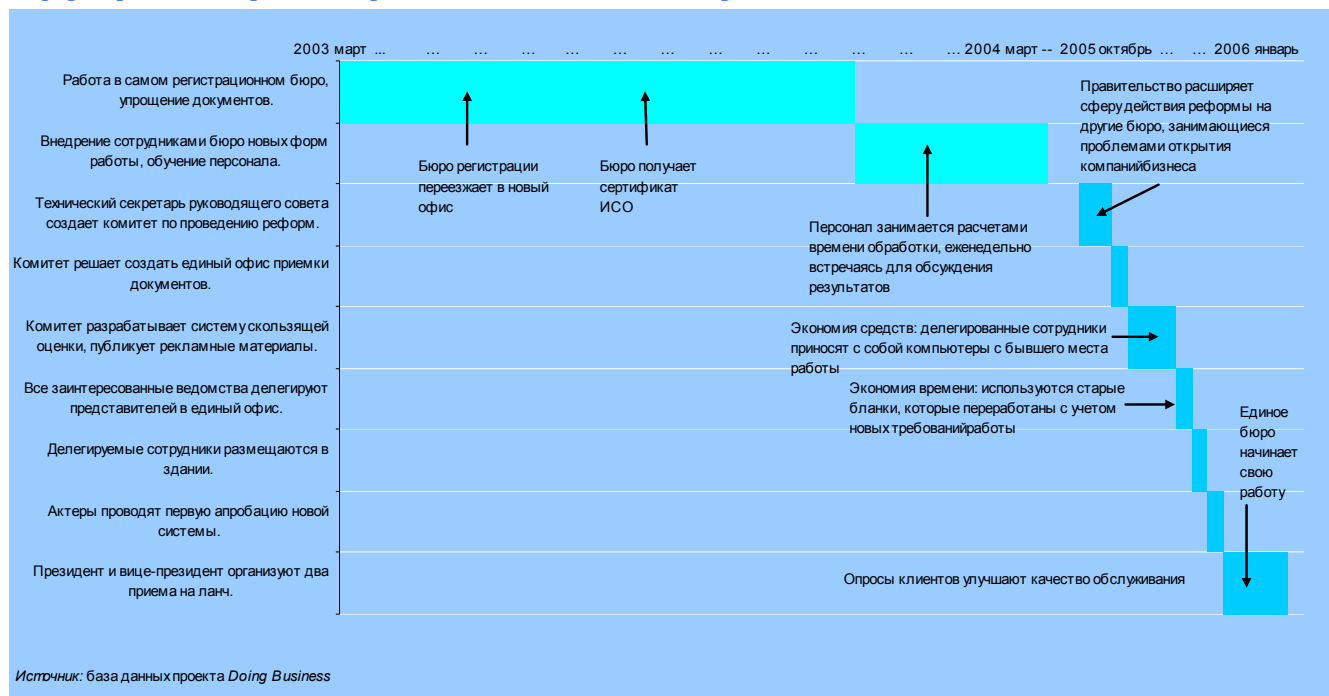 2003 март ... ... ... ... ... ... ... ... ... ... ... ... ... 2004 март -- 2005 октябрь ... ... 2006 январь
Работа в самом регистрационном бюро,
упрощение документов.
Внедрение сотрудниками бюро новых форм
работы, обучение персонала.
Технический секретарь руководящего совета
создает комитет по проведению реформ.
Комитет решает создать единый офис приемки
документов.
Комитет разрабатывает систему скользящей
оценки, публикует рекламные материалы.
Все заинтересованные ведомства делегируют
представителей в единый офис.
Делегируемые сотрудники размещаются в
здании.
Актеры проводят первую апробацию новой
системы.
Президент и вице-президент организуют два
приема на ланч.
Бюро регистрации
переезжает в новый
офис
Бюро получает
сертификат
ИСО
Персонал занимается расчетами
времени обработки, еженедельно
встречаясь для обсуждения
результатов
Правительство расширяет
сферу действия реформы на
другие бюро, занимающиеся
проблемами открытия
компанийбизнеса
Экономия средств: делегированные сотрудники
приносят с собой компьютеры с бывшего места
работы
Экономия времени: используются старые
бланки, которые переработаны с учетом
новых требованийработы
Единое
бюро
начинает
свою
работу
Опросы клиентов улучшают качество обслуживания
Источник: база данных проекта Doing Business